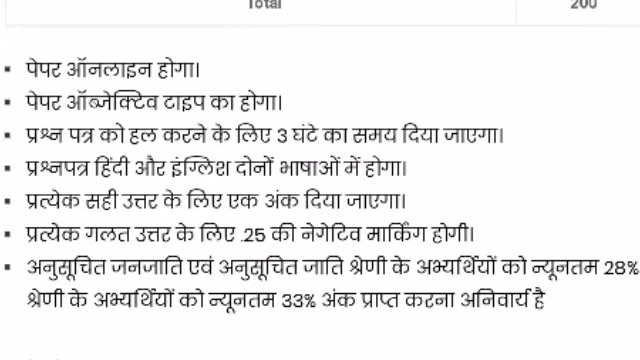 Total 200
पेपर ऑनलाइन होगा।
पेपर ऑब्जेक्टिव टाइप का होगा।
प्रश्न पत्र को हल करने के लिए 3 घंटे का समय दिया जाएगा।
प्रश्नपत्र हिंदी और इंग्लिश दोनों भाषाओं में होगा।
प्रत्येक सही उत्तर के लिए एक अंक दिया जाएगा।
प्रत्येक गलत उत्तर के लिए .25 की नेगेटिव मार्किंग होगी।
अनुसूचित जनजाति एवं अनुसूचित जाति श्रेणी के अभ्यर्थियों को न्यूनतम 28%
श्रेणी के अभ्यर्थियों को न्यूनतम 33% अंक प्राप्त करना अनिवार्य है